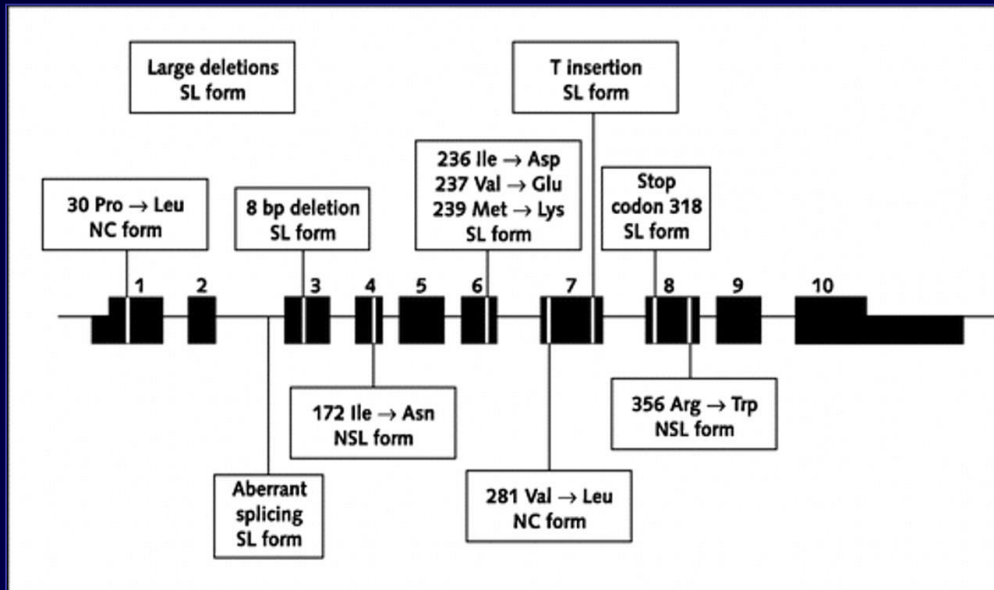 Large deletions
SL form
T insertion
SL form
236 Ile → Asp
237 Val → Glu
239 Met → Lys
SL form
Stop
codon 318
SL form
30 Pro → Leu
NC form
8 bp deletion
SL form
1 2 3 4 5 6 7 8 9 10
172 Ile → Asn
NSL form
356 Arg → Trp
NSL form
281 Val → Leu
NC form
Aberrant
splicing
SL form